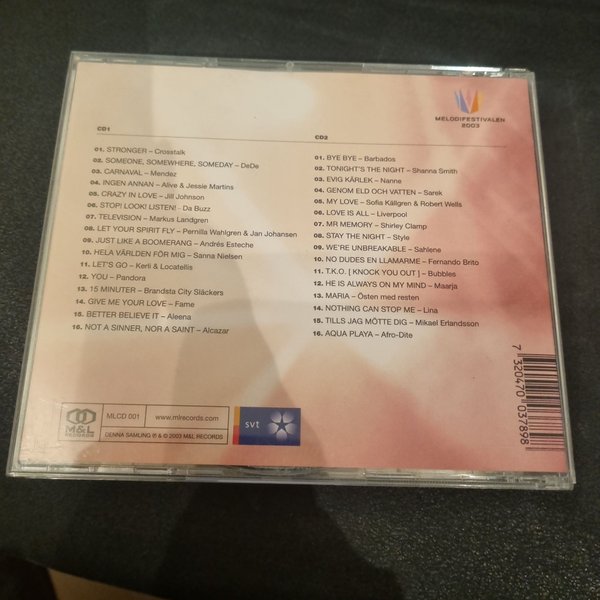 MELODIFESTIVALEN
2003
CD1
01. STRONGER – Crosstalk
02. SOMEONE, SOMEWHERE, SOMEDAY – DeDe
03. CARNAVAL – Mendez
04. INGEN ANNAN – Alive & Jessie Martins
05. CRAZY IN LOVE – Jill Johnson
06. STOP! LOOK! LISTEN! – Da Buzz
07. TELEVISION – Markus Landgren
08. LET YOUR SPIRIT FLY – Pernilla Wahlgren & Jan Johansen
09. JUST LIKE A BOOMERANG – Andrés Esteche
10. HELA VÄRLDEN FÖR MIG – Sanna Nielsen
11. LET'S GO – Kerli & Locatellis
12. YOU – Pandora
13. 15 MINUTER – Brandsta City Släckers
14. GIVE ME YOUR LOVE – Fame
15. BETTER BELIEVE IT – Aleena
16. NOT A SINNER, NOR A SAINT – Alcazar
CD2
01. BYE BYE – Barbados
02. TONIGHT'S THE NIGHT – Shanna Smith
03. EVIG KÄRLEK – Nanne
04. GENOM ELD OCH VATTEN – Sarek
05. MY LOVE – Sofia Källgren & Robert Wells
06. LOVE IS ALL – Liverpool
07. MR MEMORY – Shirley Clamp
08. STAY THE NIGHT – Style
09. WE'RE UNBREAKABLE – Sahlene
10. NO DUDES EN LLAMARME – Fernando Brito
11. T.K.O. [ KNOCK YOU OUT ] – Bubbles
12. HE IS ALWAYS ON MY MIND – Maarja
13. MARIA – Östen med resten
14. NOTHING CAN STOP ME – Lina
15. TILLS JAG MÖTTE DIG – Mikael Erlandsson
16. AQUA PLAYA – Afro-Dite
7 320470 037898
M&L
RECORDS
MLCD 001
www.mlrecords.com
DENNA SAMLING ℗ & © 2003 M&L RECORDS
svt